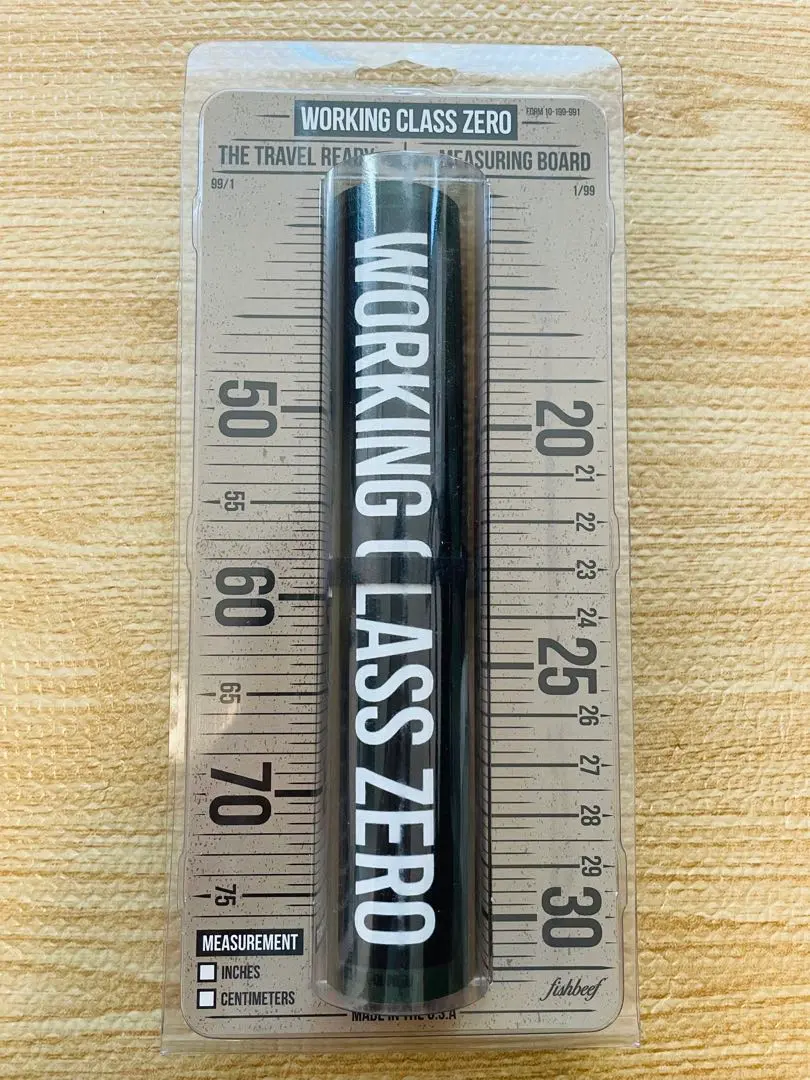 WORKING CLASS ZERO
FORM 10-199-991
THE TRAVEL READY MEASURING BOARD
99/1
1/99
WORKING CLASS ZERO
50
55
60
65
70
75
20
21
22
23
24
25
26
27
28
29
30
MEASUREMENT
INCHES
CENTIMETERS
fishbeef
MADE IN THE U.S.A